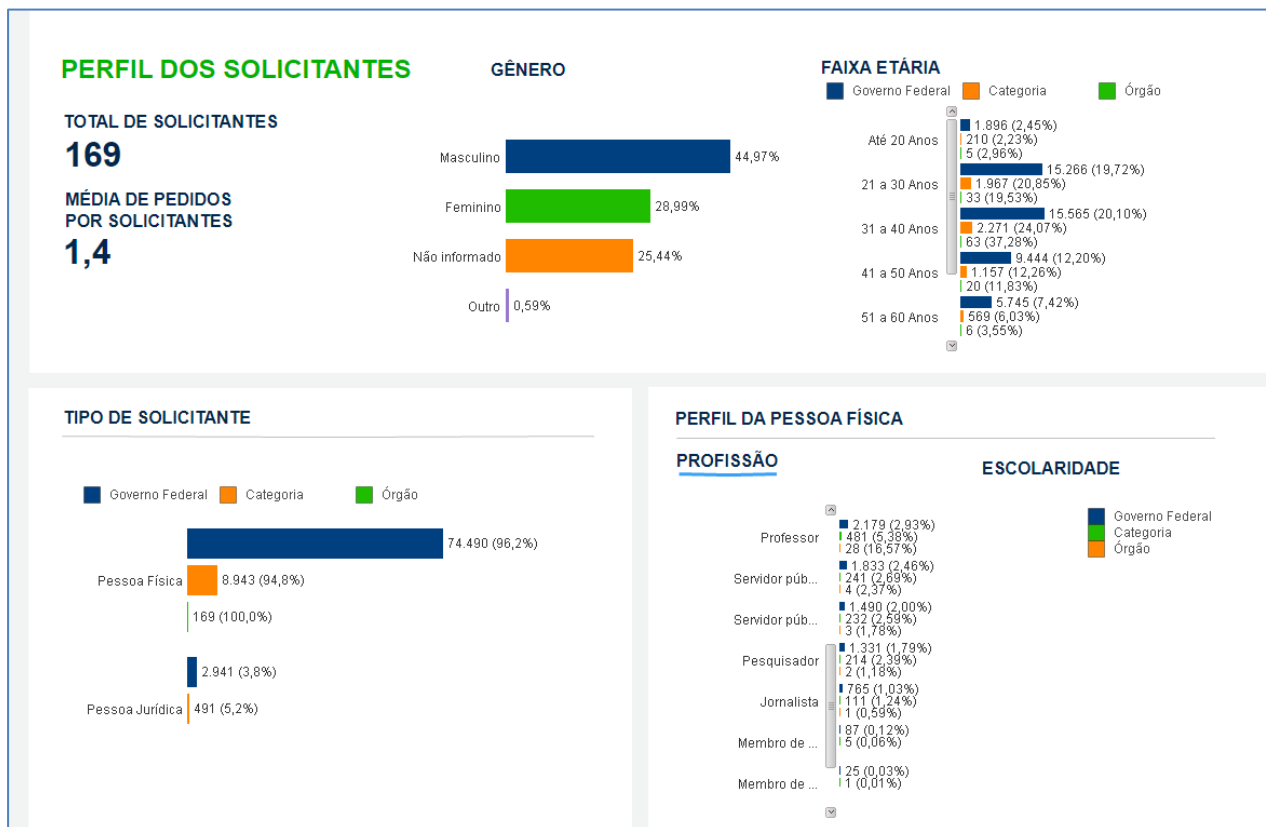 PERFIL DOS SOLICITANTES
TOTAL DE SOLICITANTES
169
MÉDIA DE PEDIDOS
POR SOLICITANTES
1,4
GÊNERO
Masculino 44,97%
Feminino 28,99%
Não informado 25,44%
Outro 0,59%
FAIXA ETÁRIA
Governo Federal Categoria Órgão
Até 20 Anos
1.896 (2,45%)
210 (2,23%)
5 (2,96%)
21 a 30 Anos
15.266 (19,72%)
1.967 (20,85%)
33 (19,53%)
31 a 40 Anos
15.565 (20,10%)
2.271 (24,07%)
63 (37,28%)
41 a 50 Anos
9.444 (12,20%)
1.157 (12,26%)
20 (11,83%)
51 a 60 Anos
5.745 (7,42%)
569 (6,03%)
6 (3,55%)
TIPO DE SOLICITANTE
Governo Federal Categoria Órgão
Pessoa Física
74.490 (96,2%)
8.943 (94,8%)
169 (100,0%)
Pessoa Jurídica
2.941 (3,8%)
491 (5,2%)
PERFIL DA PESSOA FÍSICA
PROFISSÃO
Professor
2.179 (2,93%)
481 (5,38%)
28 (16,57%)
Servidor púb...
1.833 (2,46%)
241 (2,69%)
4 (2,37%)
Servidor púb...
1.490 (2,00%)
232 (2,59%)
3 (1,78%)
Pesquisador
1.331 (1,79%)
214 (2,39%)
2 (1,18%)
Jornalista
765 (1,03%)
111 (1,24%)
1 (0,59%)
Membro de ...
87 (0,12%)
5 (0,06%)
Membro de ...
25 (0,03%)
1 (0,01%)
ESCOLARIDADE
Governo Federal
Categoria
Órgão